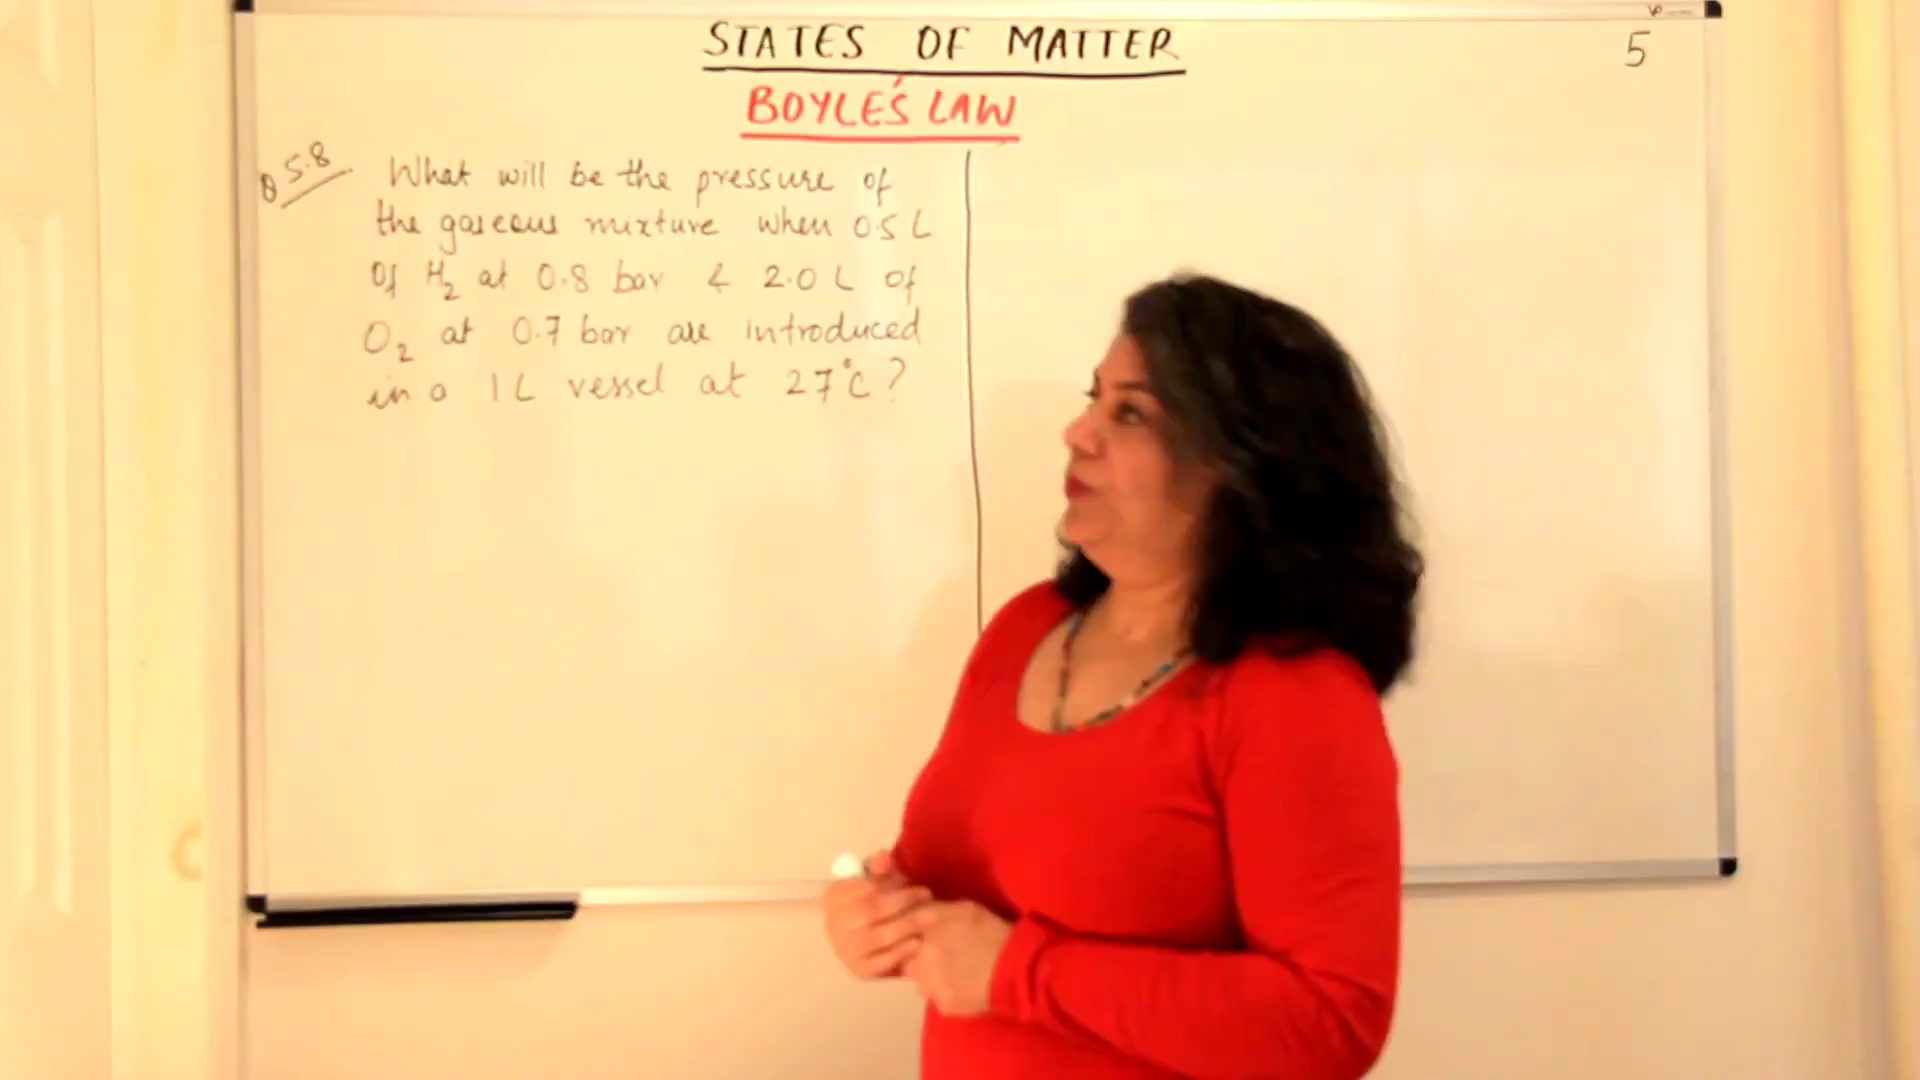 STATES OF MATTER
5
BOYLE'S LAW
Q 5.8
What will be the pressure of
the gaseous mixture when 0.5 L
of H₂ at 0.8 bar & 2.0 L of
O₂ at 0.7 bar are introduced
in a 1 L vessel at 27°C?